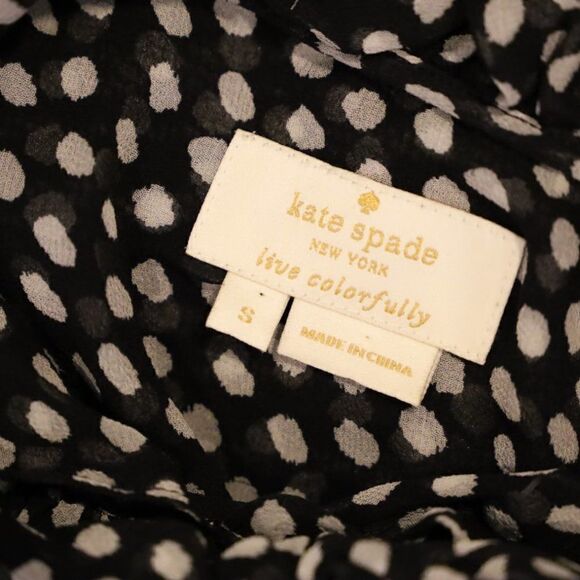 kate spade
NEW YORK
live colorfully
S
MADE IN CHINA